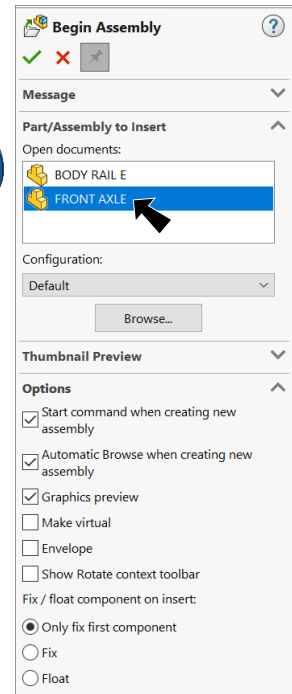 Begin Assembly
?
Message
Part/Assembly to Insert
Open documents:
BODY RAIL E
FRONT AXLE
Configuration:
Default
Browse...
Thumbnail Preview
Options
Start command when creating new
assembly
Automatic Browse when creating new
assembly
Graphics preview
Make virtual
Envelope
Show Rotate context toolbar
Fix / float component on insert:
Only fix first component
Fix
Float